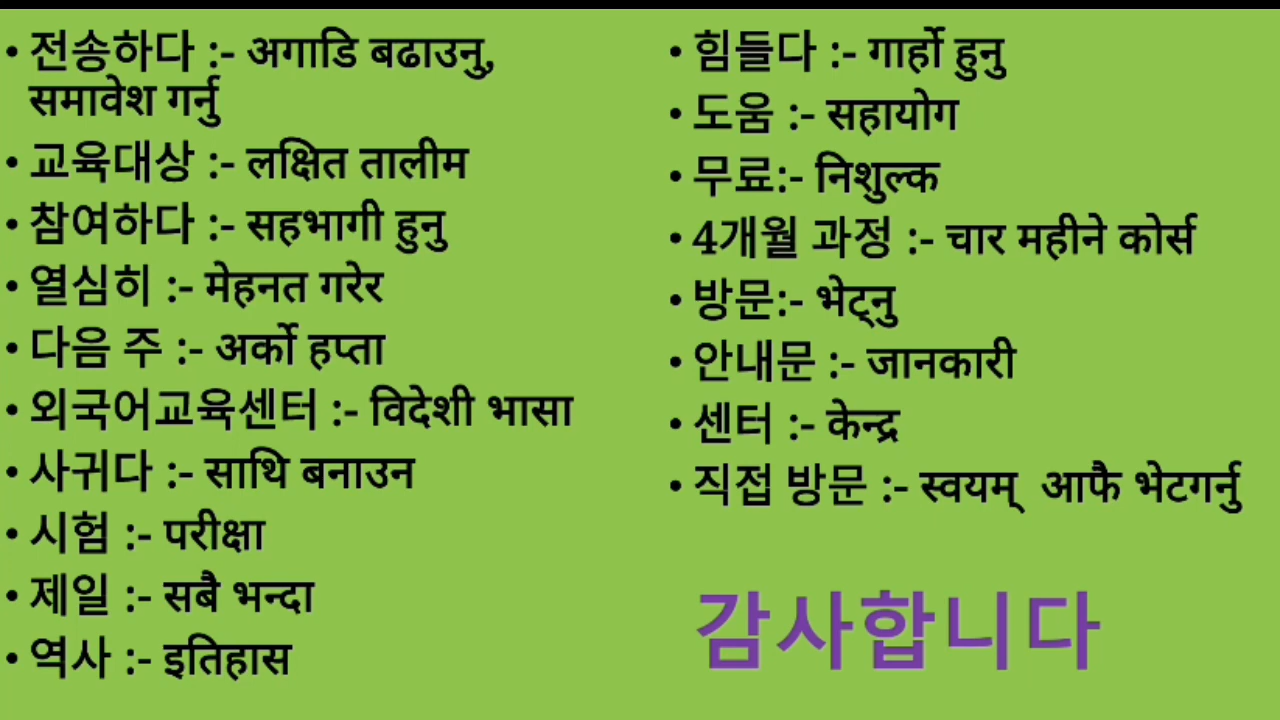 • 전송하다 :- अगाडि बढाउनु,
समावेश गर्नु
• 교육대상 :- लक्षित तालीम
• 참여하다 :- सहभागी हुनु
• 열심히 :- मेहनत गरेर
• 다음 주 :- अर्को हप्ता
• 외국어교육센터 :- विदेशी भासा
• 사귀다 :- साथि बनाउन
• 시험 :- परीक्षा
• 제일 :- सबै भन्दा
• 역사 :- इतिहास
• 힘들다 :- गार्हो हुनु
• 도움 :- सहायोग
• 무료:- निशुल्क
• 4개월 과정 :- चार महीने कोर्स
• 방문:- भेट्नु
• 안내문 :- जानकारी
• 센터 :- केन्द्र
• 직접 방문 :- स्वयम् आफै भेटगर्नु
감사합니다